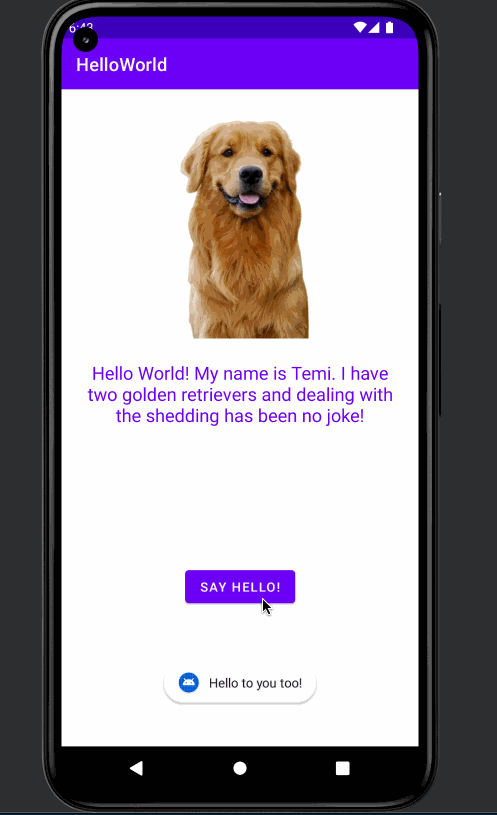 6:43
HelloWorld
Hello World! My name is Temi. I have
two golden retrievers and dealing with
the shedding has been no joke!
SAY HELLO!
Hello to you too!